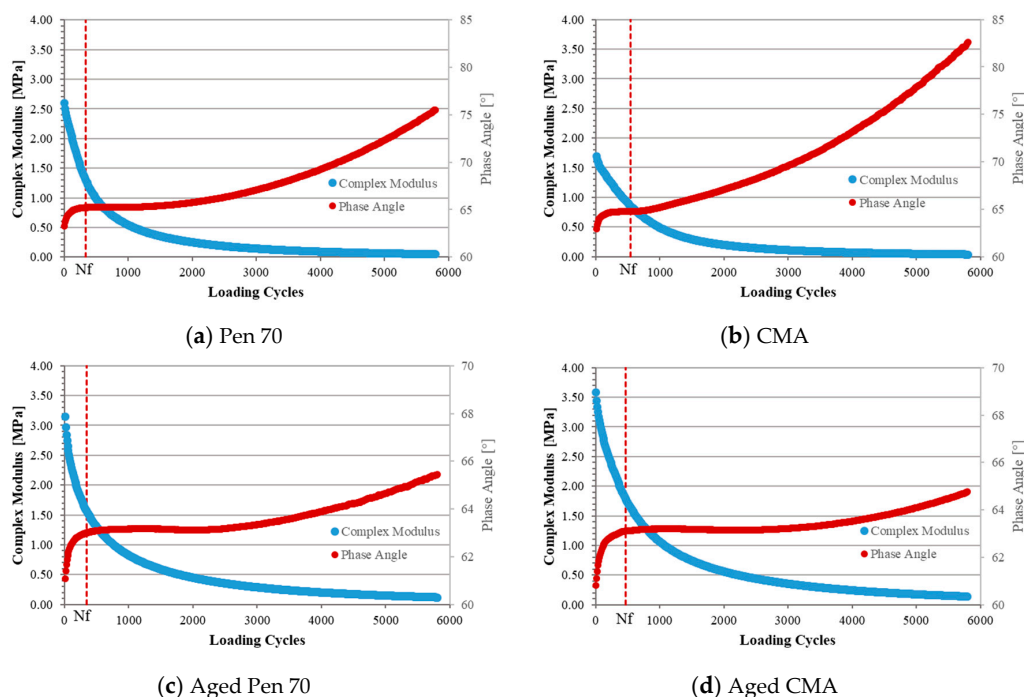 4.00 85
3.50
3.00 80
2.50 75
2.00
1.50 70
1.00 65
0.50
0.00 60
Complex Modulus [MPa]
Phase Angle [°]
Complex Modulus
Phase Angle
0 Nf 1000 2000 3000 4000 5000 6000
Loading Cycles
(a) Pen 70
4.00 85
3.50
3.00 80
2.50 75
2.00
1.50 70
1.00 65
0.50
0.00 60
Complex Modulus [MPa]
Phase Angle [°]
Complex Modulus
Phase Angle
0 Nf 1000 2000 3000 4000 5000 6000
Loading Cycles
(b) CMA
4.00 70
3.50 68
3.00
2.50 66
2.00
1.50 64
1.00 62
0.50
0.00 60
Complex Modulus [MPa]
Phase Angle [°]
Complex Modulus
Phase Angle
0 Nf 1000 2000 3000 4000 5000 6000
Loading Cycles
(c) Aged Pen 70
4.00 70
3.50 68
3.00
2.50 66
2.00
1.50 64
1.00 62
0.50
0.00 60
Complex Modulus [MPa]
Phase Angle [°]
Complex Modulus
Phase Angle
0 Nf 1000 2000 3000 4000 5000 6000
Loading Cycles
(d) Aged CMA